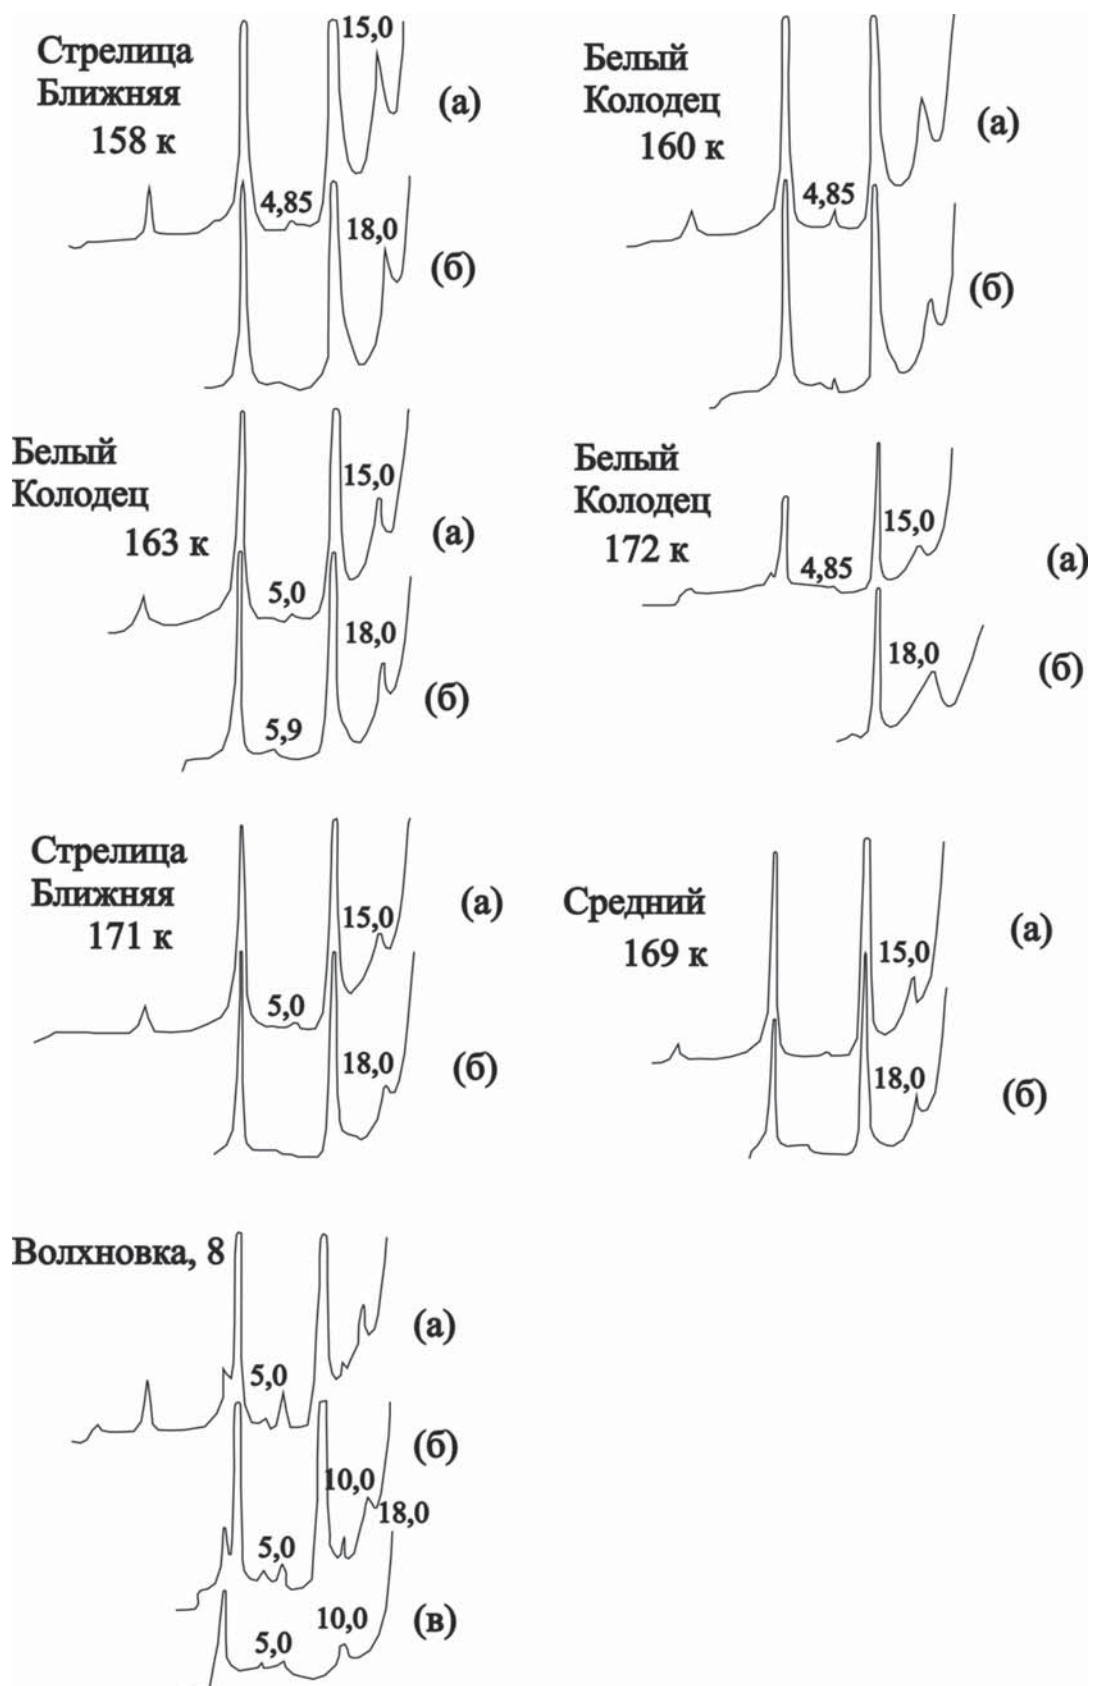 Стрелица
Ближняя
158 к
15,0
(а)
4,85
18,0
(б)
Белый
Колодец
160 к
(а)
4,85
(б)
Белый
Колодец
163 к
15,0
(а)
5,0
18,0
(б)
5,9
Белый
Колодец
172 к
15,0
(а)
4,85
18,0
(б)
Стрелица
Ближняя
171 к
15,0
(а)
5,0
18,0
(б)
Средний
169 к
15,0
(а)
18,0
(б)
Волхновка, 8
(а)
5,0
(б)
10,0
18,0
5,0
10,0
(в)
5,0